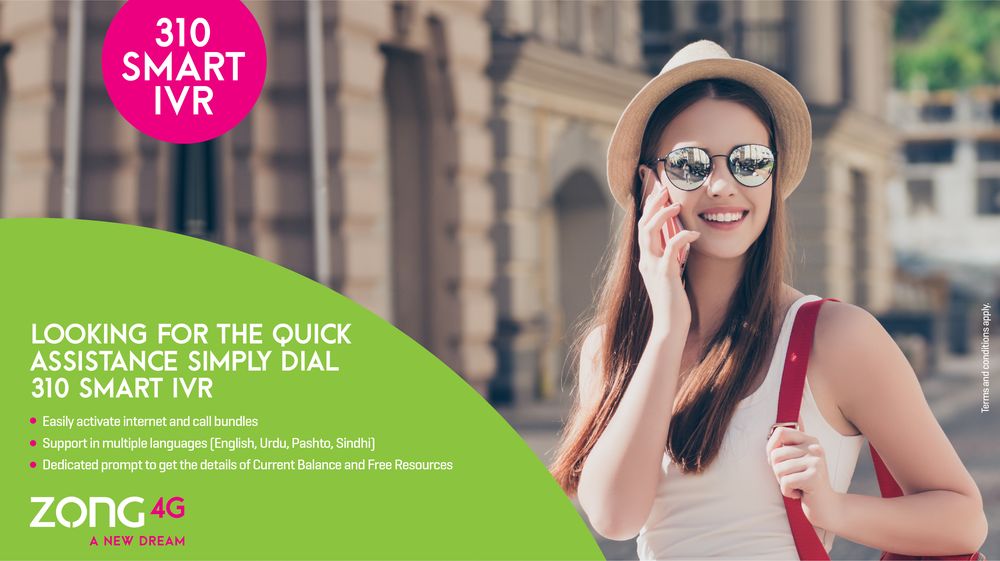 310
SMART
IVR
LOOKING FOR THE QUICK
ASSISTANCE SIMPLY DIAL
310 SMART IVR
Easily activate internet and call bundles
Support in multiple languages (English, Urdu, Pashto, Sindhi)
Dedicated prompt to get the details of Current Balance and Free Resources
ZONG 4G
A NEW DREAM
Terms and conditions apply.